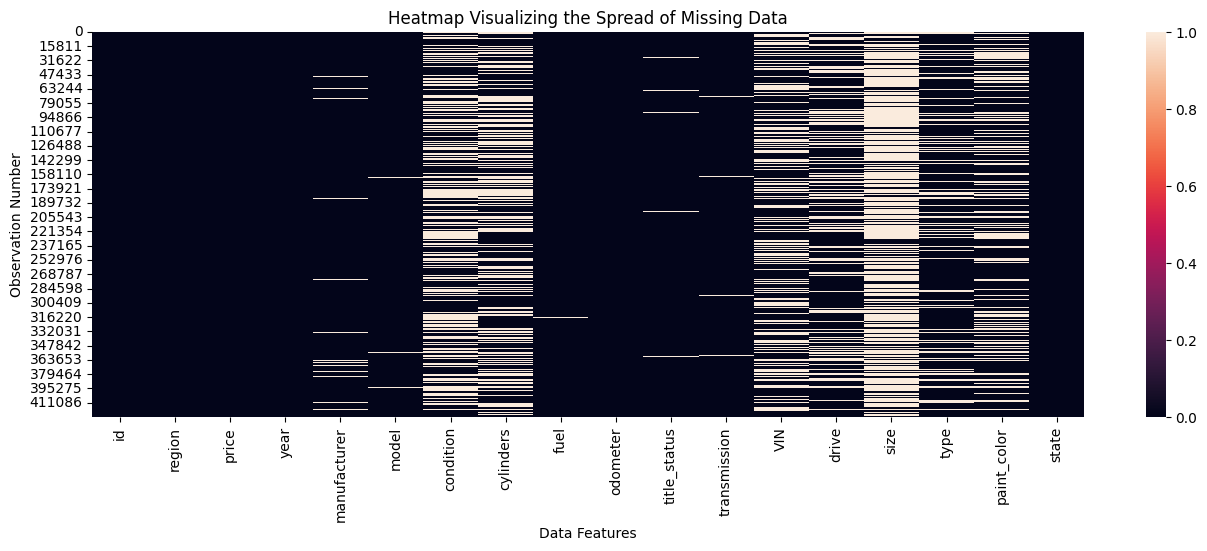 Heatmap Visualizing the Spread of Missing Data
Observation Number
0
15811
31622
47433
63244
79055
94866
110677
126488
142299
158110
173921
189732
205543
221354
237165
252976
268787
284598
300409
316220
332031
347842
363653
379464
395275
411086
id
region
price
year
manufacturer
model
condition
cylinders
fuel
odometer
title_status
transmission
VIN
drive
size
type
paint_color
state
Data Features
1.0
0.8
0.6
0.4
0.2
0.0